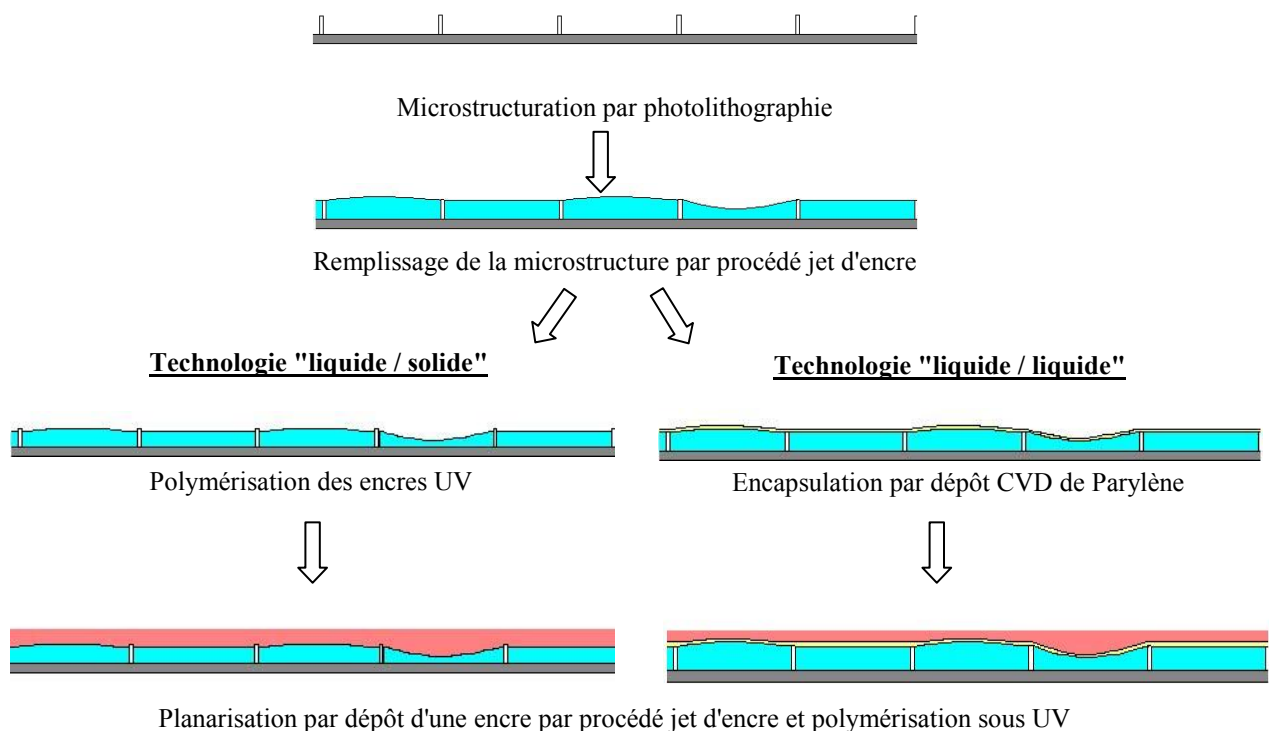 Microstructuration par photolithographie
Remplissage de la microstructure par procédé jet d'encre
Technologie "liquide / solide"
Technologie "liquide / liquide"
Polymérisation des encres UV
Encapsulation par dépôt CVD de Parylène
Planarisation par dépôt d'une encre par procédé jet d'encre et polymérisation sous UV